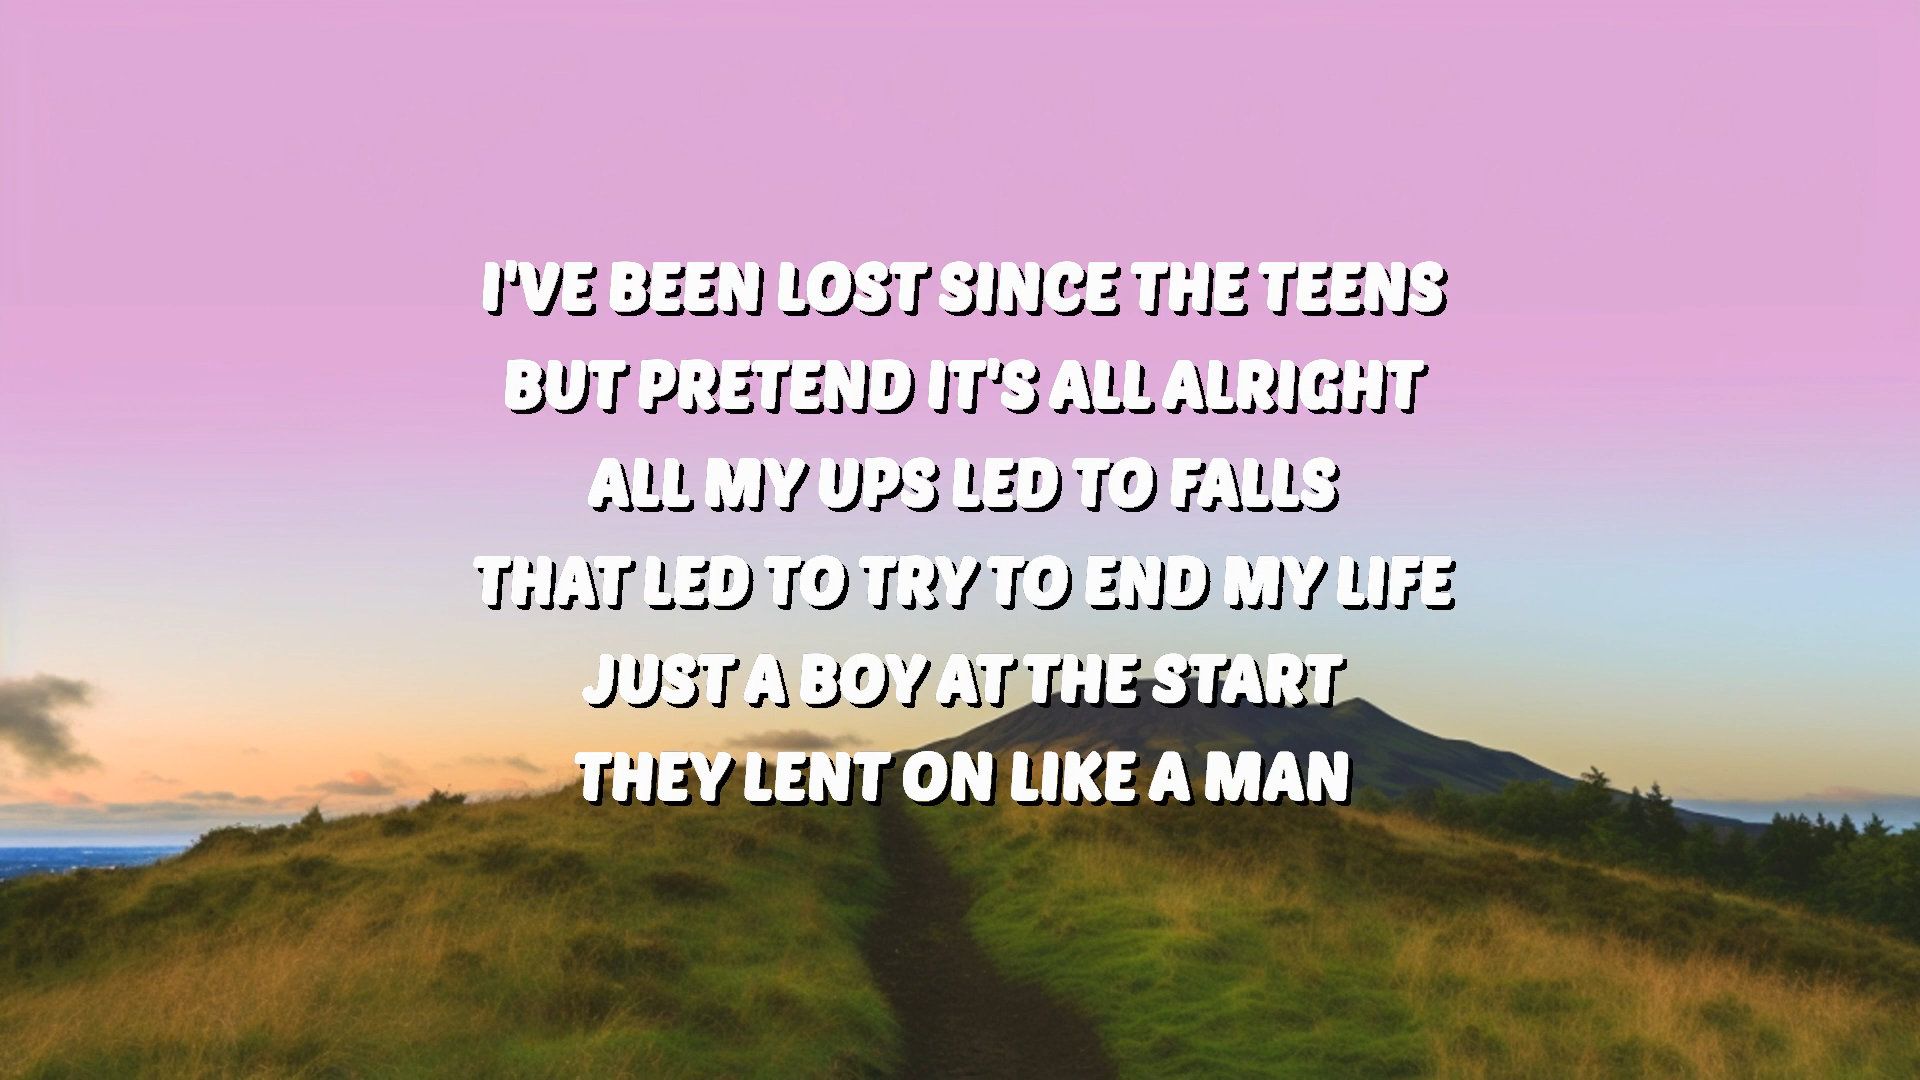 I'VE BEEN LOST SINCE THE TEENS
BUT PRETEND IT'S ALL ALRIGHT
ALL MY UPS LED TO FALLS
THAT LED TO TRY TO END MY LIFE
JUST A BOY AT THE START
THEY LENT ON LIKE A MAN